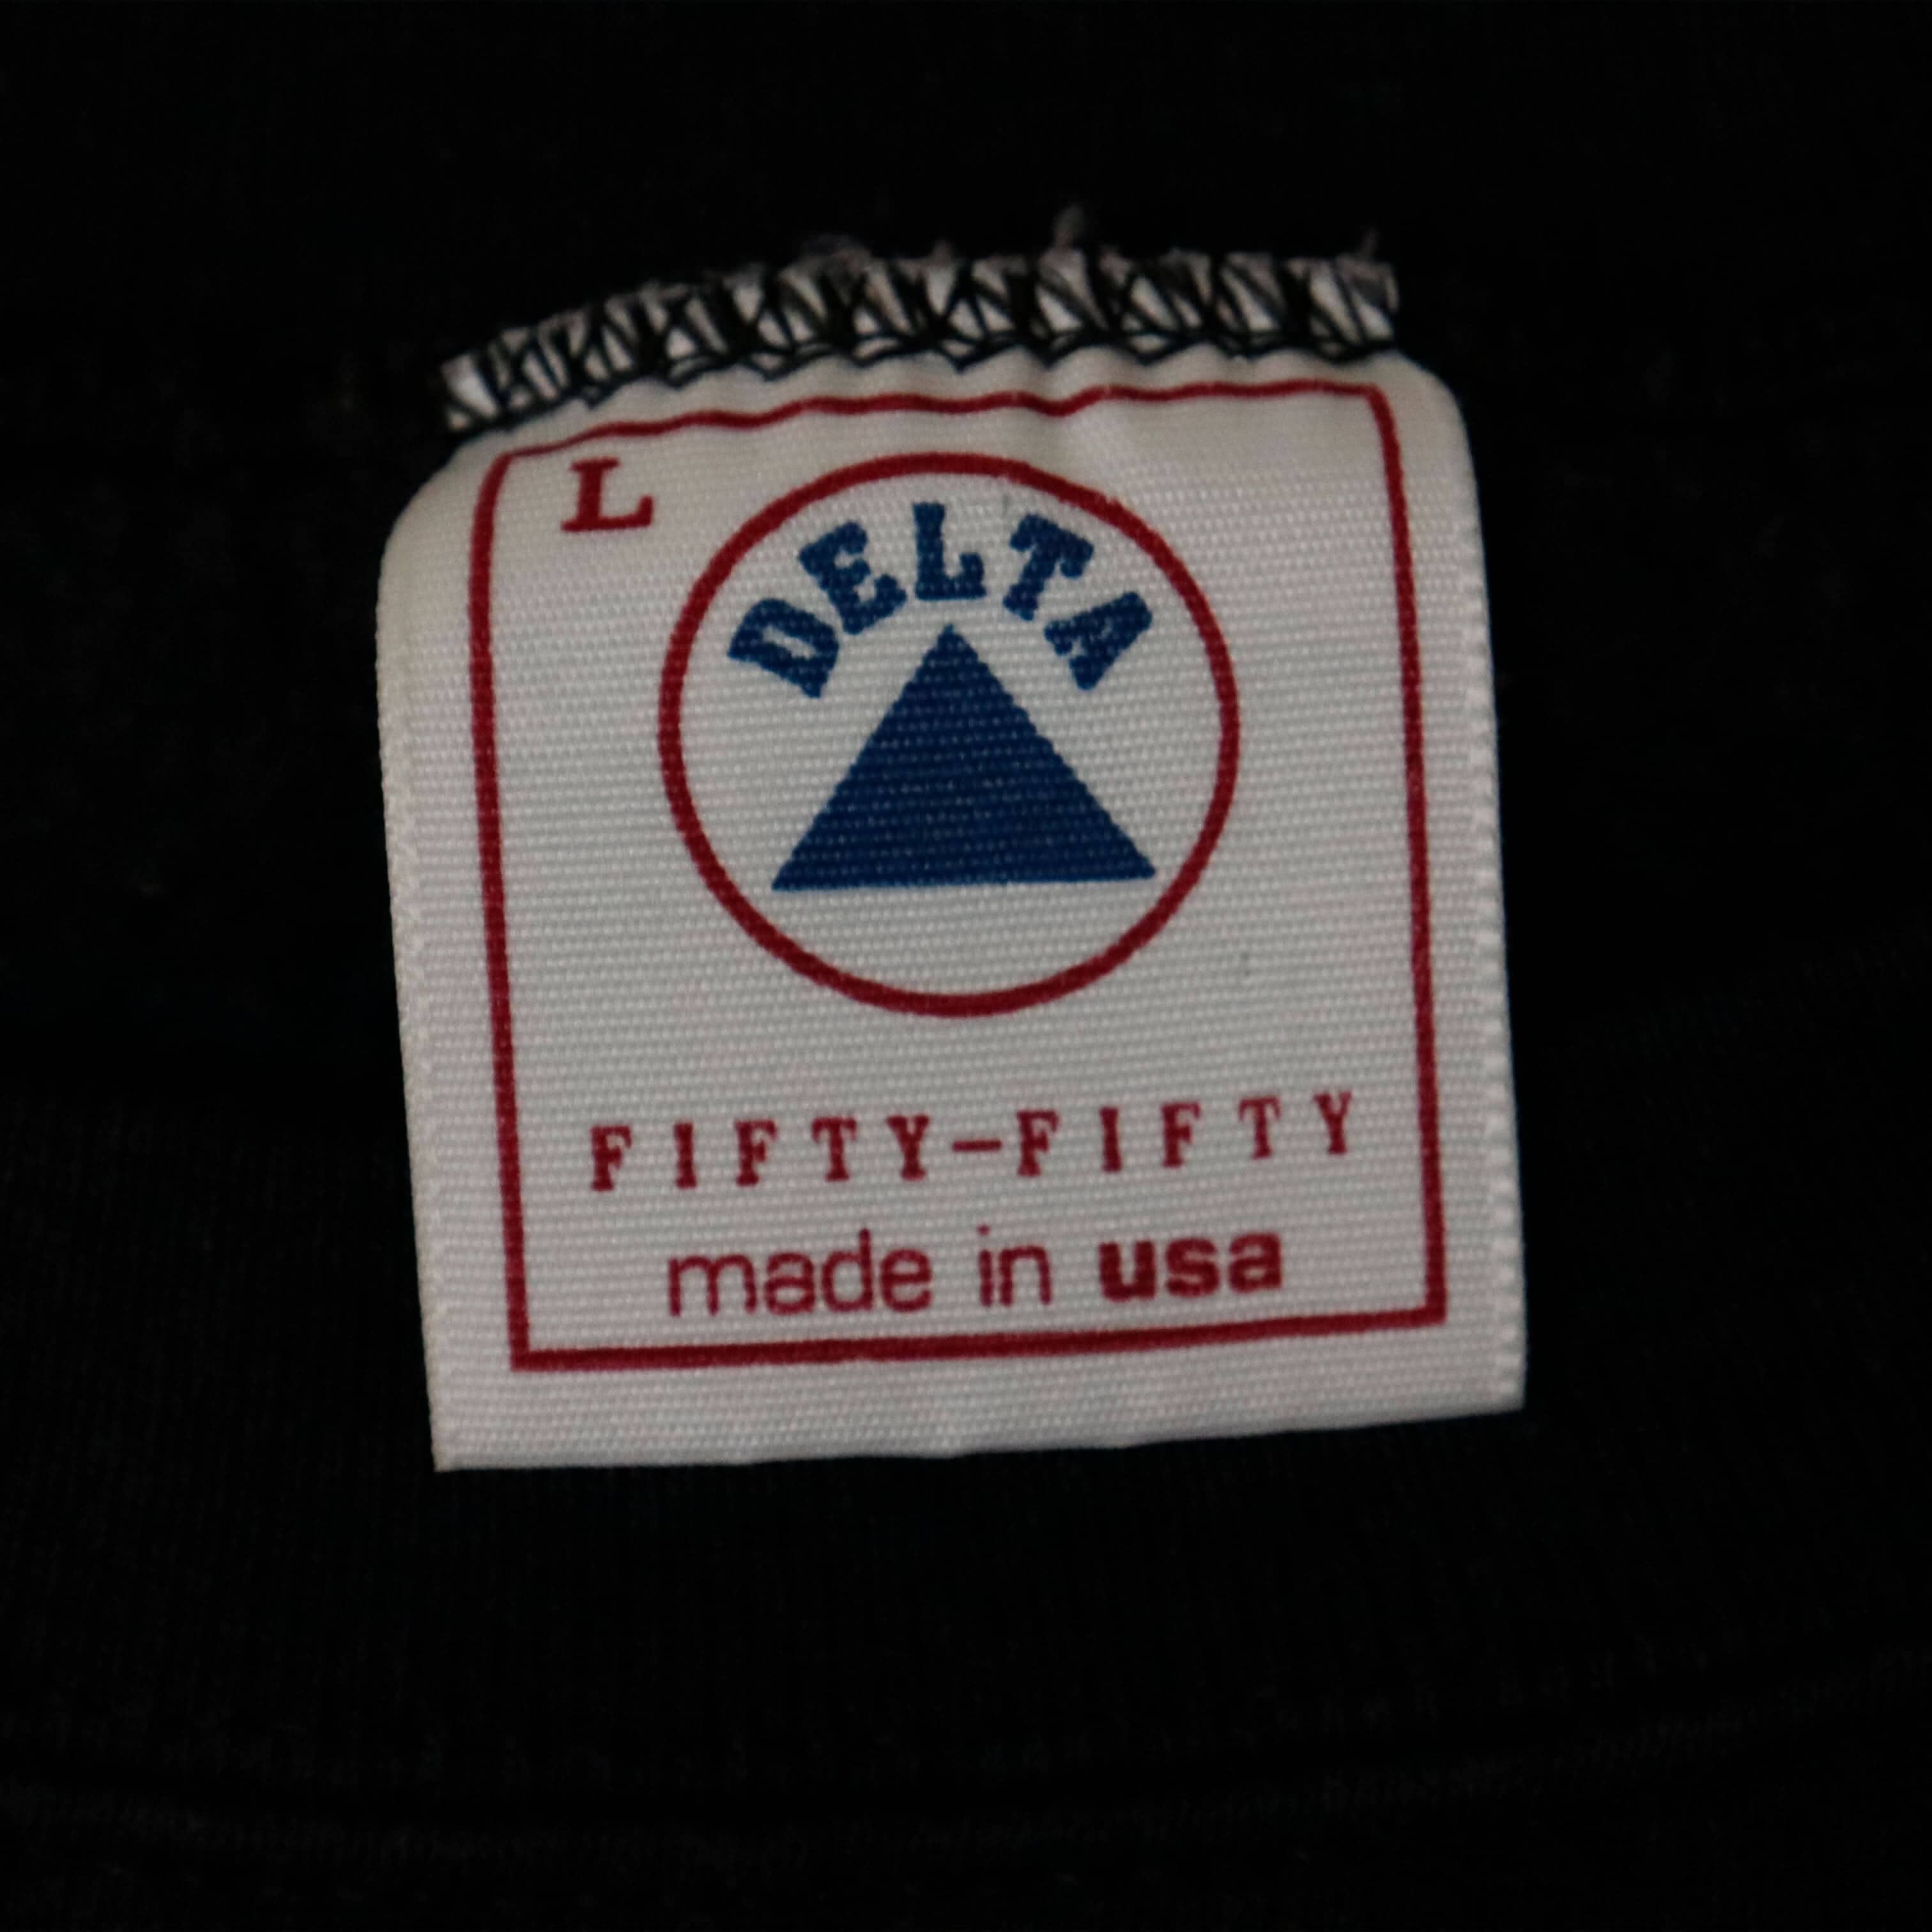 L
DELTA
FIFTY-FIFTY
made in usa